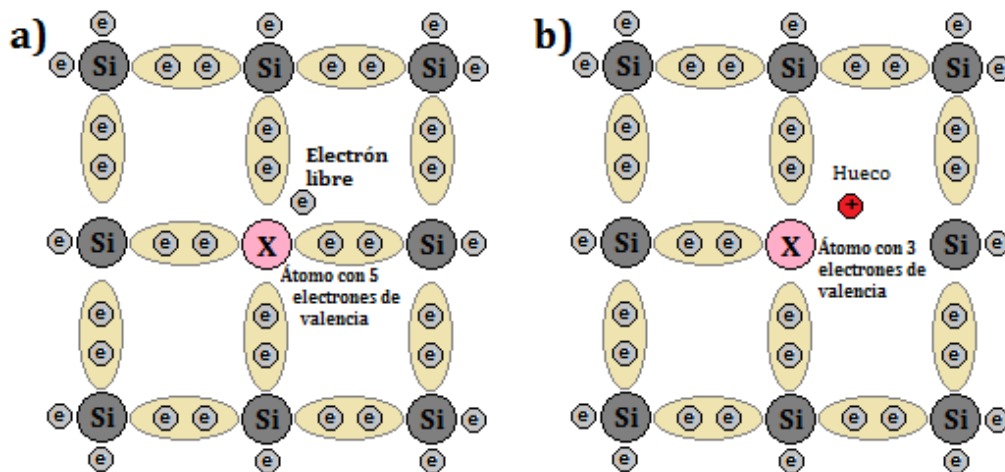 a)
e e e
e Si e e Si e e Si e
e e e
e e e
Electrón
libre
e
e Si e e X e e Si e
Átomo con 5
electrones de
valencia
e e e
e e e
e Si e e Si e e Si e
e e e
b)
e e e
e Si e e Si e e Si e
e e e
e e e
Hueco
+
e Si e e X Si e
Átomo con 3
electrones de
valencia
e e e
e e e
e Si e e Si e e Si e
e e e